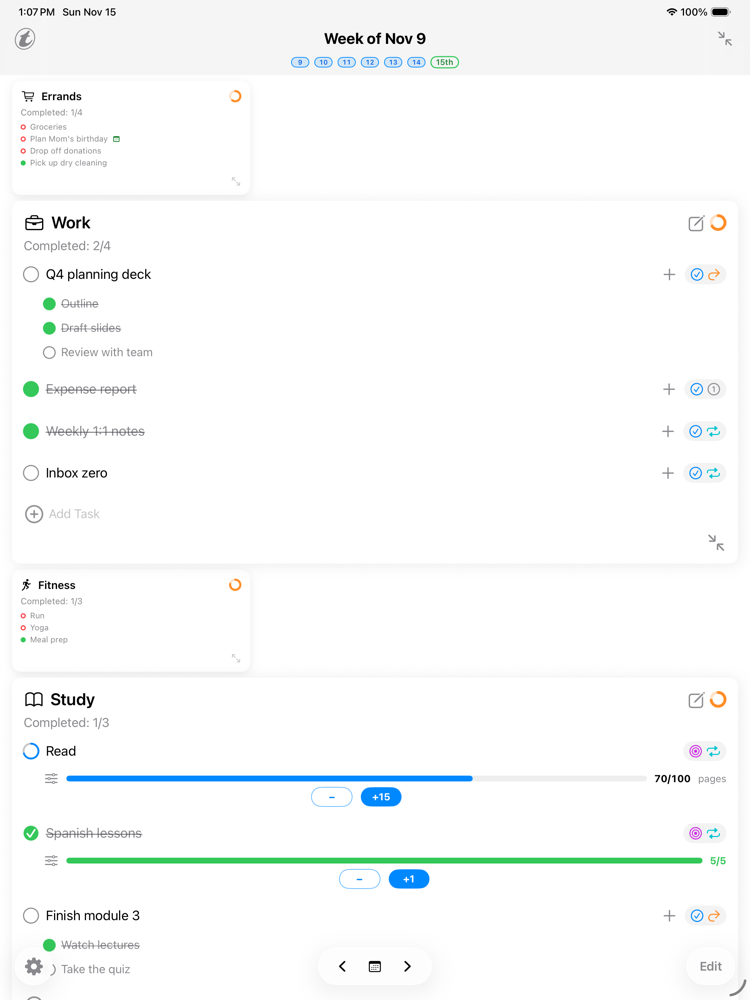 1:07 PM Sun Nov 15 100%
Week of Nov 9
9 10 11 12 13 14 15th
Errands
Completed: 1/4
Groceries
Plan Mom's birthday
Drop off donations
Pick up dry cleaning
Work
Completed: 2/4
Q4 planning deck
Outline
Draft slides
Review with team
Expense report 1
Weekly 1:1 notes
Inbox zero
Add Task
Fitness
Completed: 1/3
Run
Yoga
Meal prep
Study
Completed: 1/3
Read
70/100 pages
− +15
Spanish lessons
5/5
− +1
Finish module 3
Watch lectures
Take the quiz
Edit